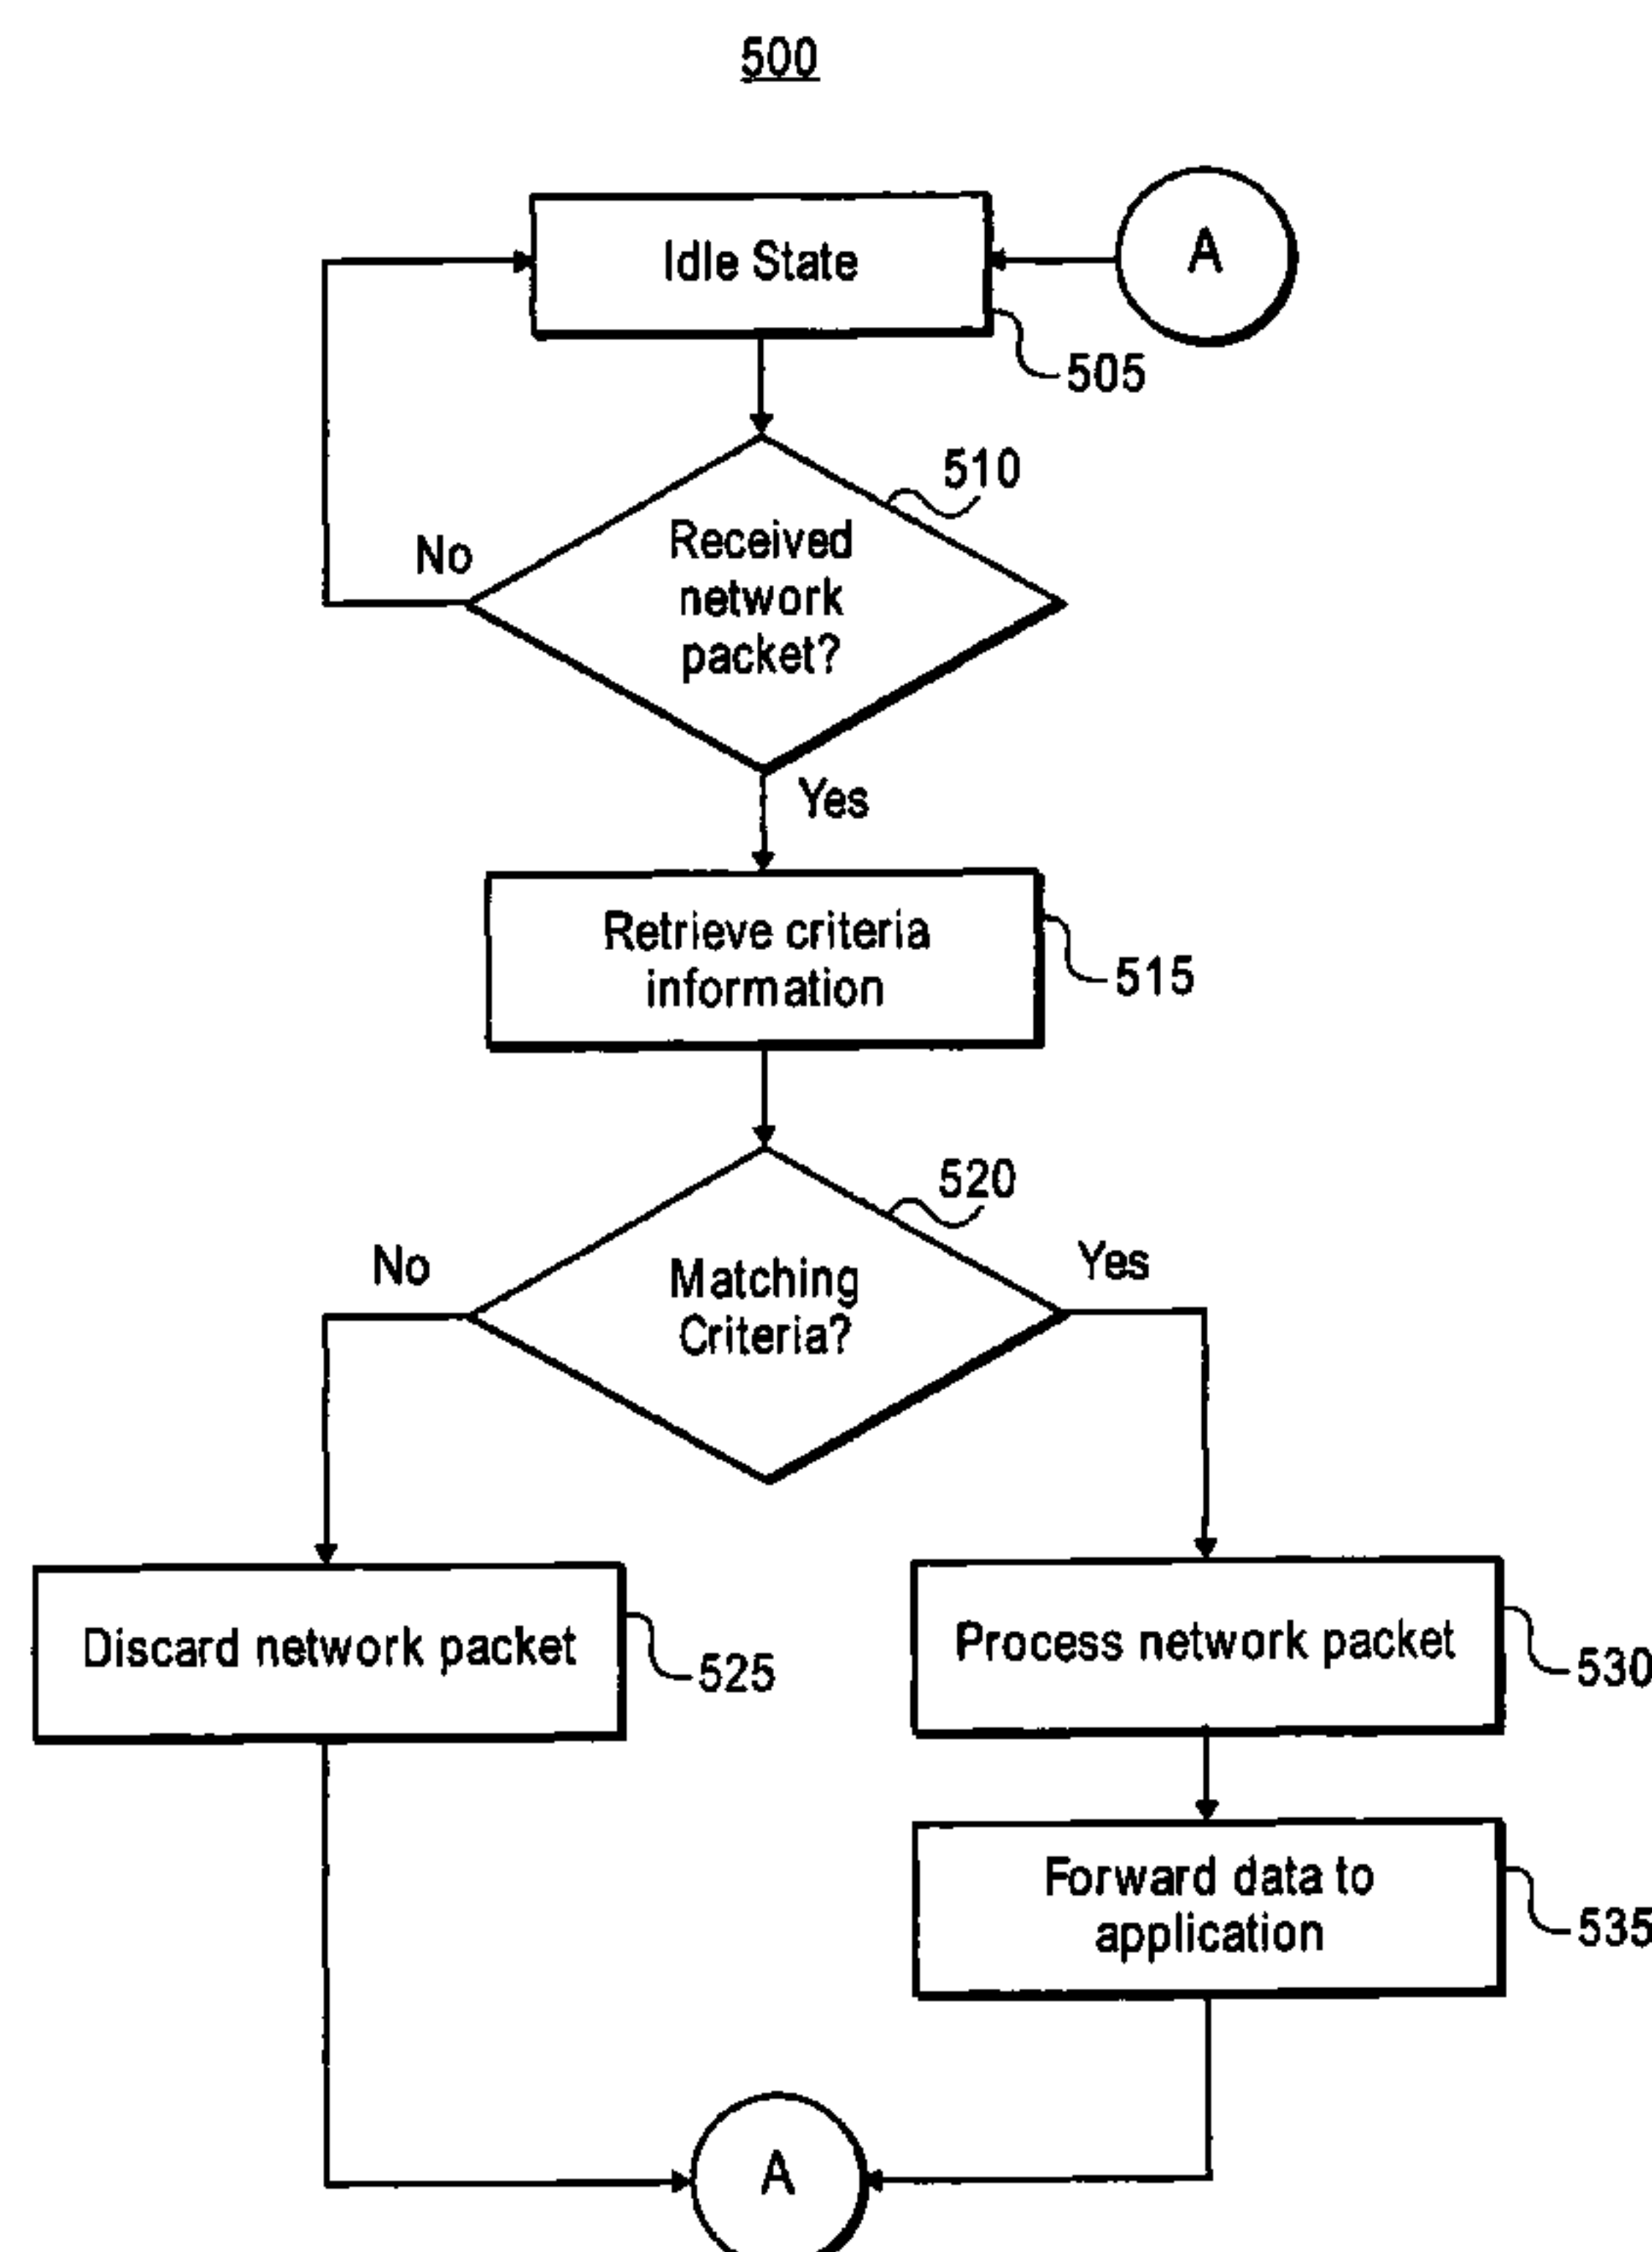 500
Idle State
A
505
510
Received
network
packet?
No
Yes
Retrieve criteria
information
515
520
No
Matching
Criteria?
Yes
Discard network packet
525
Process network packet
530
Forward data to
application
535
A